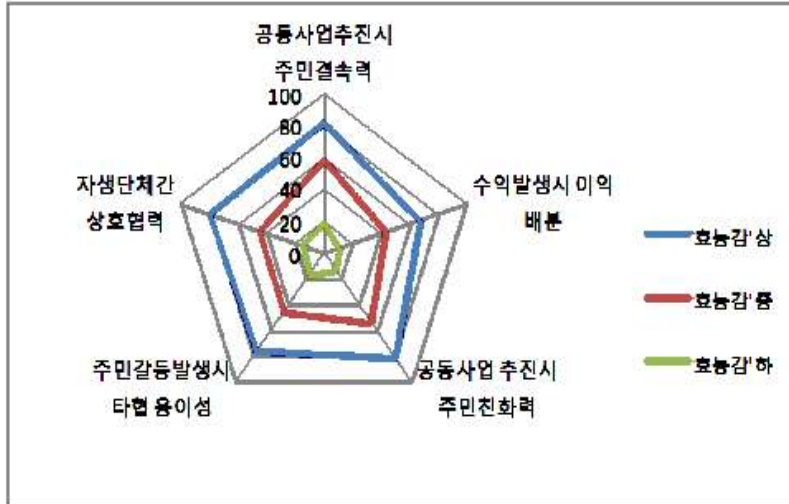 공동사업추진시
주민결속력
100
80
60
40
20
0
수익발생시 이익
배분
공동사업 추진시
주민친화력
주민갈등발생시
타협 용이성
자생단체간
상호협력
효능감'상
효능감'중
효능감'하